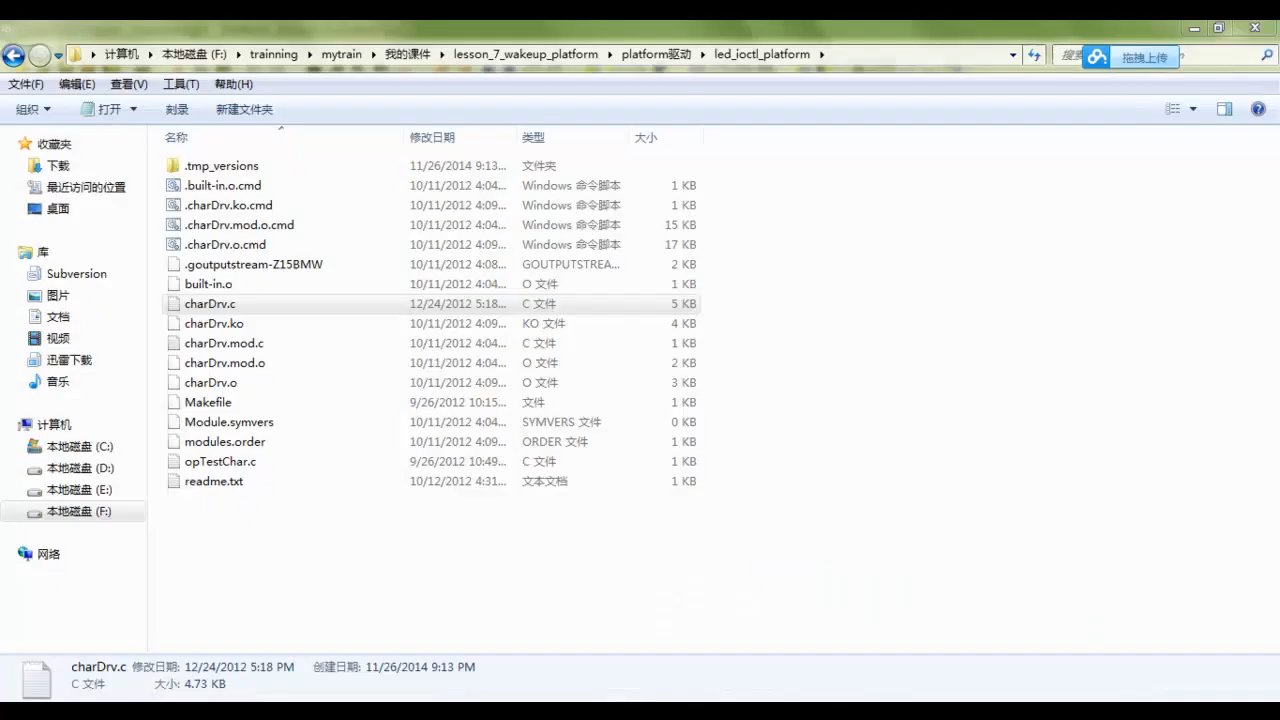 计算机 本地磁盘 (F:) trainning mytrain 我的课件 lesson_7_wakeup_platform platform驱动 led_ioctl_platform 搜索 拖拽上传
文件(F) 编辑(E) 查看(V) 工具(T) 帮助(H)
组织 打开 刻录 新建文件夹
名称 修改日期 类型 大小
收藏夹
下载
最近访问的位置
桌面
库
Subversion
图片
文档
视频
迅雷下载
音乐
计算机
本地磁盘 (C:)
本地磁盘 (D:)
本地磁盘 (E:)
本地磁盘 (F:)
网络
.tmp_versions 11/26/2014 9:13... 文件夹
.built-in.o.cmd 10/11/2012 4:04... Windows 命令脚本 1 KB
.charDrv.ko.cmd 10/11/2012 4:09... Windows 命令脚本 1 KB
.charDrv.mod.o.cmd 10/11/2012 4:04... Windows 命令脚本 15 KB
.charDrv.o.cmd 10/11/2012 4:09... Windows 命令脚本 17 KB
.goutputstream-Z15BMW 10/11/2012 4:08... GOUTPUTSTREA... 2 KB
built-in.o 10/11/2012 4:04... O 文件 1 KB
charDrv.c 12/24/2012 5:18... C 文件 5 KB
charDrv.ko 10/11/2012 4:09... KO 文件 4 KB
charDrv.mod.c 10/11/2012 4:04... C 文件 1 KB
charDrv.mod.o 10/11/2012 4:04... O 文件 2 KB
charDrv.o 10/11/2012 4:09... O 文件 3 KB
Makefile 9/26/2012 10:15... 文件 1 KB
Module.symvers 10/11/2012 4:04... SYMVERS 文件 0 KB
modules.order 10/11/2012 4:09... ORDER 文件 1 KB
opTestChar.c 9/26/2012 10:49... C 文件 1 KB
readme.txt 10/12/2012 4:31... 文本文档 1 KB
charDrv.c 修改日期: 12/24/2012 5:18 PM 创建日期: 11/26/2014 9:13 PM
C 文件 大小: 4.73 KB